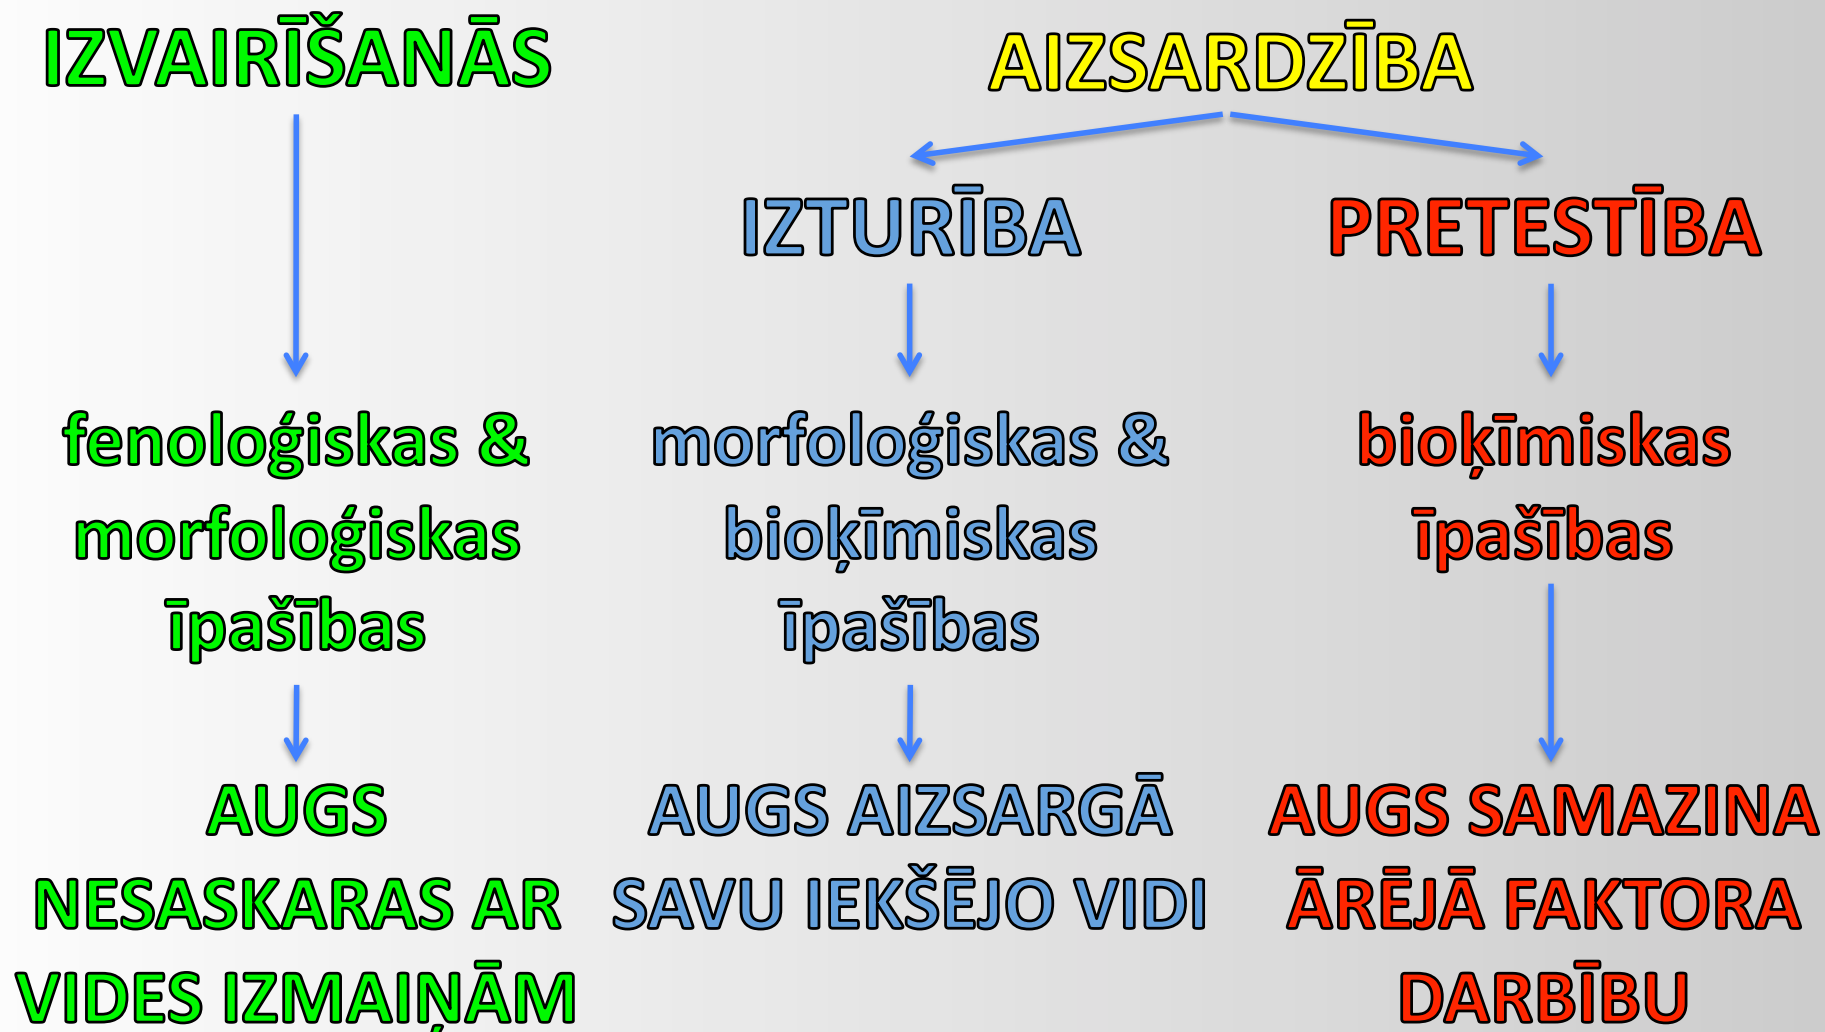 IZVAIRĪŠANĀS
AIZSARDZĪBA
IZTURĪBA
PRETESTĪBA
fenoloģiskas &
morfoloģiskas
īpašības
morfoloģiskas &
bioķīmiskas
īpašības
bioķīmiskas
īpašības
AUGS
NESASKARAS AR
VIDES IZMAIŅĀM
AUGS AIZSARGĀ
SAVU IEKŠĒJO VIDI
AUGS SAMAZINA
ĀRĒJĀ FAKTORA
DARBĪBU